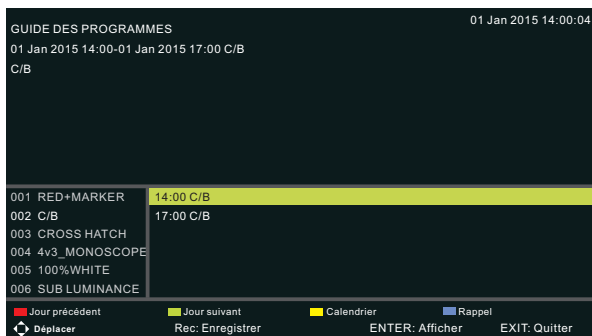 GUIDE DES PROGRAMMES
01 Jan 2015 14:00:04
01 Jan 2015 14:00-01 Jan 2015 17:00 C/B
C/B
001 RED+MARKER
14:00 C/B
002 C/B
17:00 C/B
003 CROSS HATCH
004 4v3_MONOSCOPE
005 100%WHITE
006 SUB LUMINANCE
Jour précédent
Jour suivant
Calendrier
Rappel
Déplacer
Rec: Enregistrer
ENTER: Afficher
EXIT: Quitter